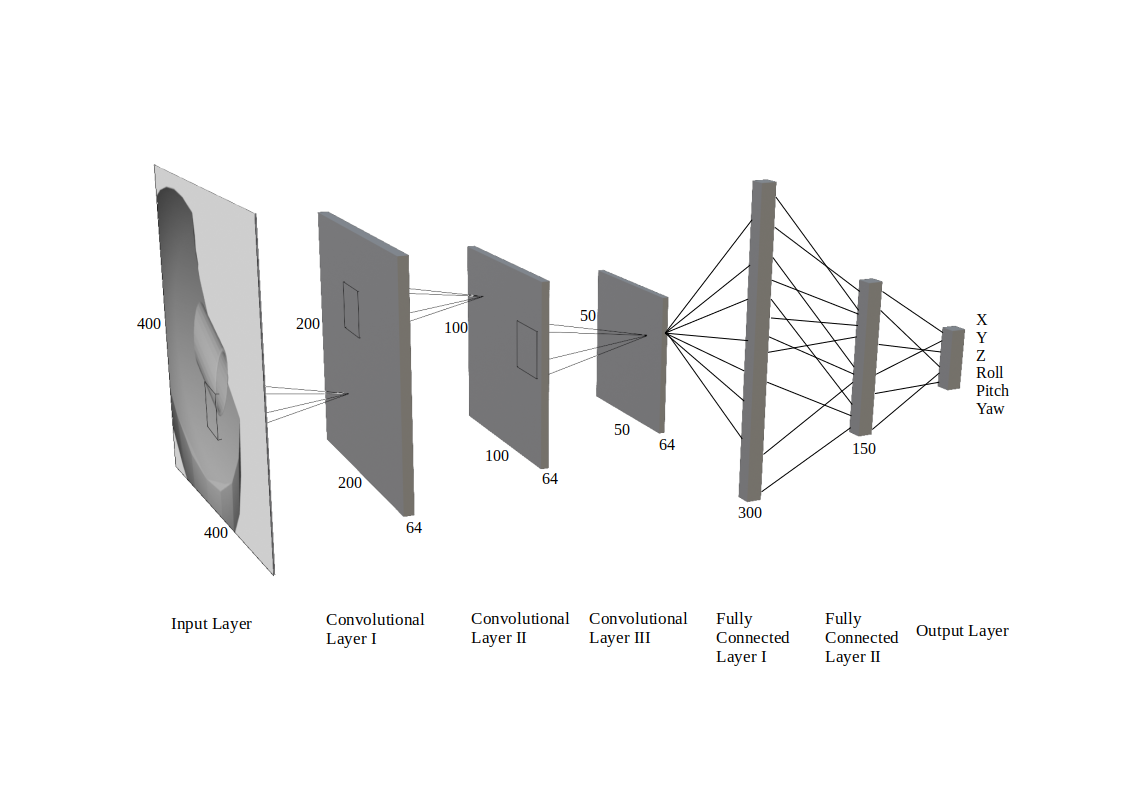 400
400
200
200
64
100
100
64
50
50
64
300
150
X
Y
Z
Roll
Pitch
Yaw
Input Layer
Convolutional
Layer I
Convolutional
Layer II
Convolutional
Layer III
Fully
Connected
Layer I
Fully
Connected
Layer II
Output Layer